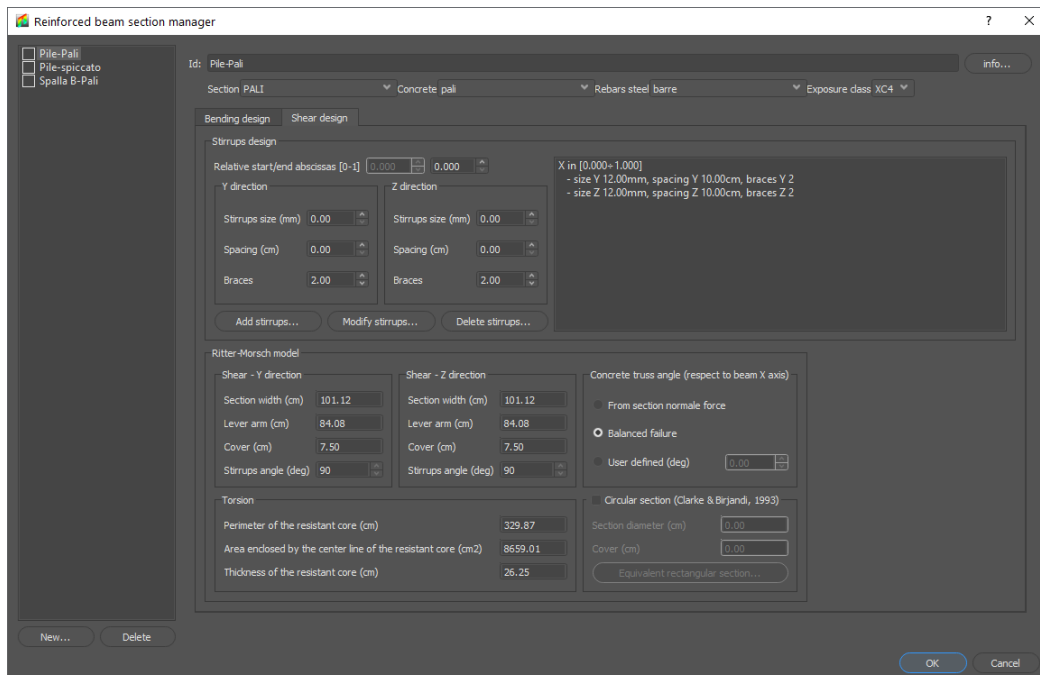 Reinforced beam section manager
?
Pile-Pali
Pile-spiccato
Spalla B-Pali
Id: Pile-Pali info...
Section PALI Concrete pali Rebars steel barre Exposure class XC4
Bending design Shear design
Stirrups design
Relative start/end abscissas [0-1] 0.000 0.000
Y direction Z direction
Stirrups size (mm) 0.00 Stirrups size (mm) 0.00
Spacing (cm) 0.00 Spacing (cm) 0.00
Braces 2.00 Braces 2.00
Add stirrups... Modify stirrups... Delete stirrups...
X in [0.000÷1.000]
- size Y 12.00mm, spacing Y 10.00cm, braces Y 2
- size Z 12.00mm, spacing Z 10.00cm, braces Z 2
Ritter-Morsch model
Shear - Y direction
Section width (cm) 101.12
Lever arm (cm) 84.08
Cover (cm) 7.50
Stirrups angle (deg) 90
Shear - Z direction
Section width (cm) 101.12
Lever arm (cm) 84.08
Cover (cm) 7.50
Stirrups angle (deg) 90
Concrete truss angle (respect to beam X axis)
From section normale force
Balanced failure
User defined (deg) 0.00
Torsion
Perimeter of the resistant core (cm) 329.87
Area enclosed by the center line of the resistant core (cm2) 8659.01
Thickness of the resistant core (cm) 26.25
Circular section (Clarke & Birjandi, 1993)
Section diameter (cm) 0.00
Cover (cm) 0.00
Equivalent rectangular section...
New... Delete
OK Cancel